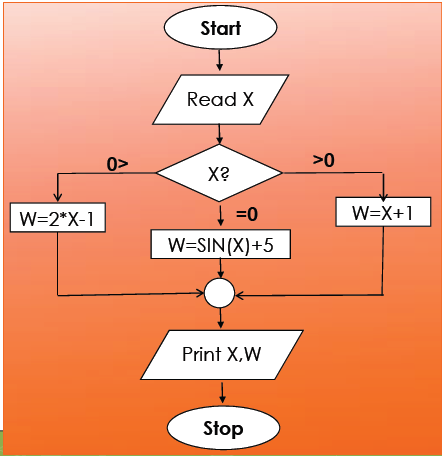 Start
Read X
X?
0>
>0
=0
W=2*X-1
W=SIN(X)+5
W=X+1
Print X,W
Stop